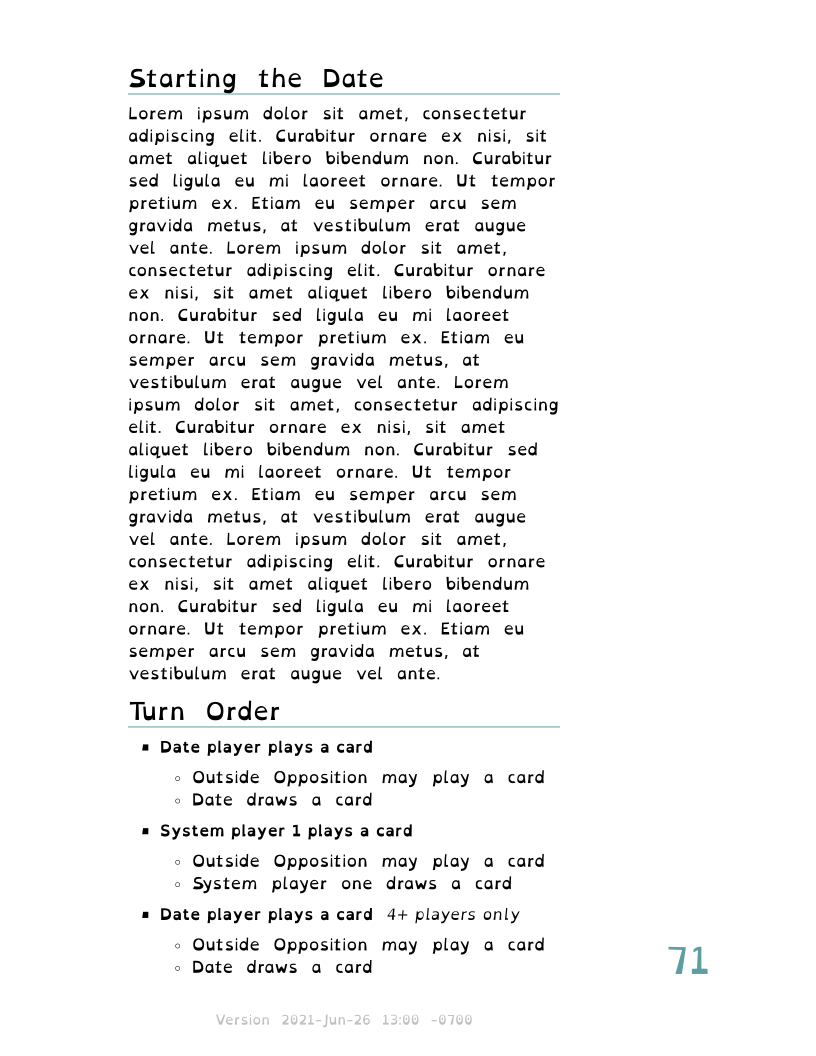 Starting the Date
Lorem ipsum dolor sit amet, consectetur
adipiscing elit. Curabitur ornare ex nisi, sit
amet aliquet libero bibendum non. Curabitur
sed ligula eu mi laoreet ornare. Ut tempor
pretium ex. Etiam eu semper arcu sem
gravida metus, at vestibulum erat augue
vel ante. Lorem ipsum dolor sit amet,
consectetur adipiscing elit. Curabitur ornare
ex nisi, sit amet aliquet libero bibendum
non. Curabitur sed ligula eu mi laoreet
ornare. Ut tempor pretium ex. Etiam eu
semper arcu sem gravida metus, at
vestibulum erat augue vel ante. Lorem
ipsum dolor sit amet, consectetur adipiscing
elit. Curabitur ornare ex nisi, sit amet
aliquet libero bibendum non. Curabitur sed
ligula eu mi laoreet ornare. Ut tempor
pretium ex. Etiam eu semper arcu sem
gravida metus, at vestibulum erat augue
vel ante. Lorem ipsum dolor sit amet,
consectetur adipiscing elit. Curabitur ornare
ex nisi, sit amet aliquet libero bibendum
non. Curabitur sed ligula eu mi laoreet
ornare. Ut tempor pretium ex. Etiam eu
semper arcu sem gravida metus, at
vestibulum erat augue vel ante.
Turn Order
▪ Date player plays a card
◦ Outside Opposition may play a card
◦ Date draws a card
▪ System player 1 plays a card
◦ Outside Opposition may play a card
◦ System player one draws a card
▪ Date player plays a card 4+ players only
◦ Outside Opposition may play a card
◦ Date draws a card
71
Version 2021-Jun-26 13:00 -0700